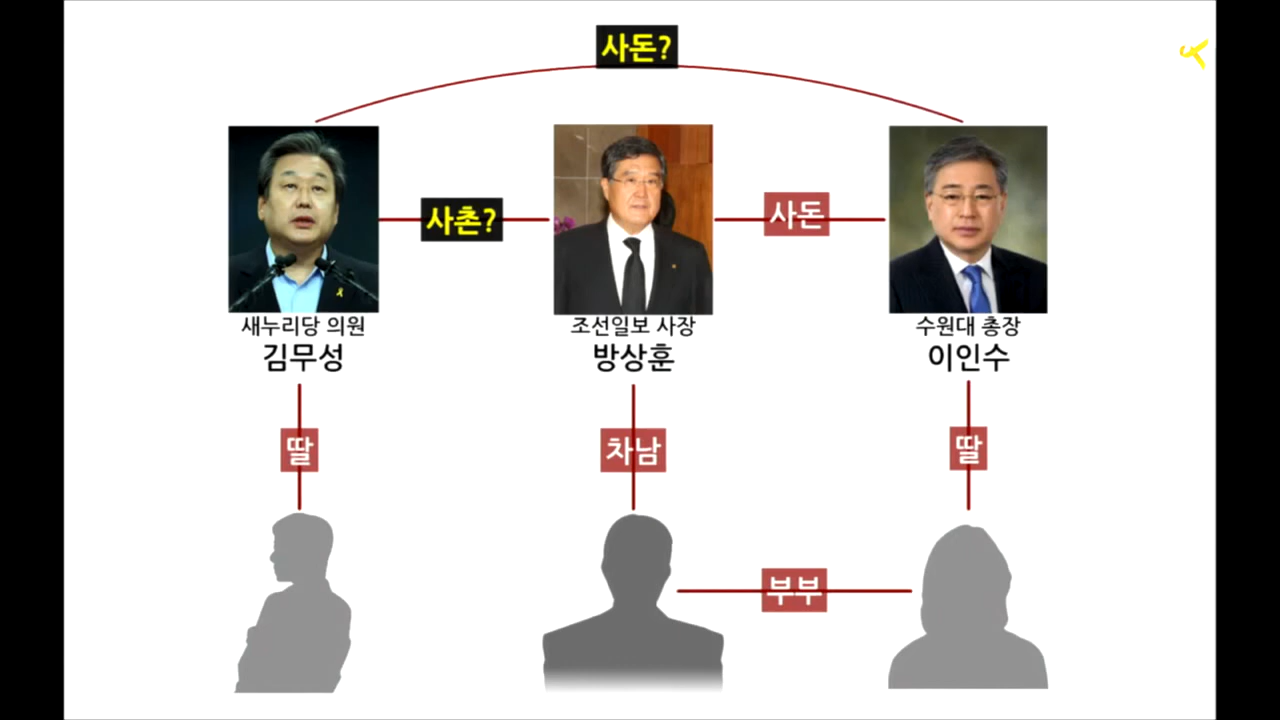 사돈?
사촌?
사돈
새누리당 의원
김무성
조선일보 사장
방상훈
수원대 총장
이인수
딸
차남
딸
부부